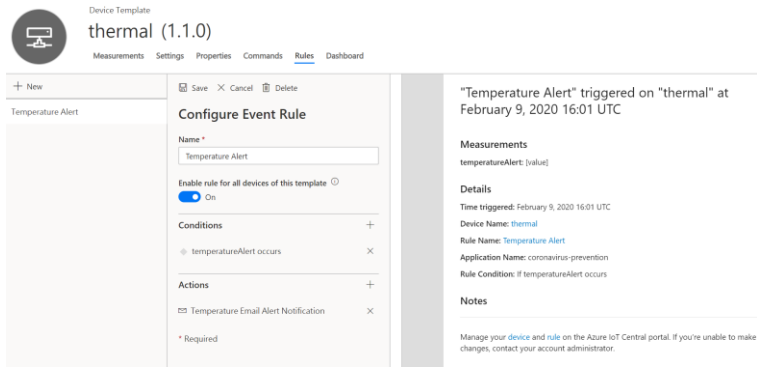 Device Template
thermal (1.1.0)
Measurements Settings Properties Commands Rules Dashboard
+ New
Temperature Alert
Save × Cancel Delete
Configure Event Rule
Name *
Temperature Alert
Enable rule for all devices of this template
On
Conditions +
temperatureAlert occurs ×
Actions +
Temperature Email Alert Notification ×
* Required
"Temperature Alert" triggered on "thermal" at
February 9, 2020 16:01 UTC
Measurements
temperatureAlert: [value]
Details
Time triggered: February 9, 2020 16:01 UTC
Device Name: thermal
Rule Name: Temperature Alert
Application Name: coronavirus-prevention
Rule Condition: If temperatureAlert occurs
Notes
Manage your device and rule on the Azure IoT Central portal. If you're unable to make
changes, contact your account administrator.